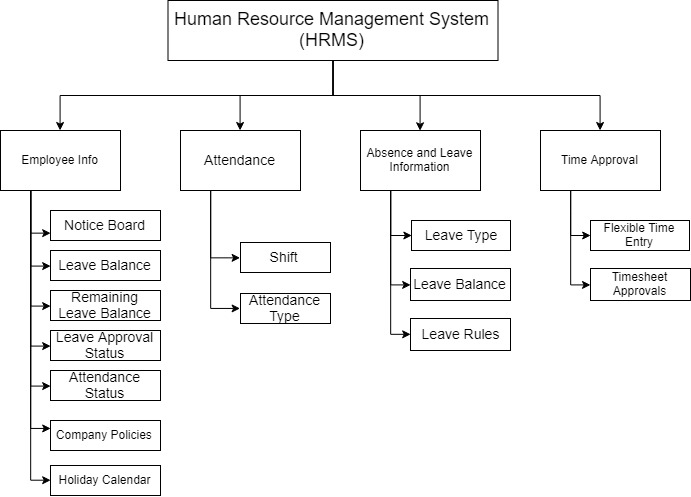 Human Resource Management System
(HRMS)
Employee Info
Attendance
Absence and Leave
Information
Time Approval
Notice Board
Leave Balance
Remaining
Leave Balance
Leave Approval
Status
Attendance
Status
Company Policies
Holiday Calendar
Shift
Attendance
Type
Leave Type
Leave Balance
Leave Rules
Flexible Time
Entry
Timesheet
Approvals